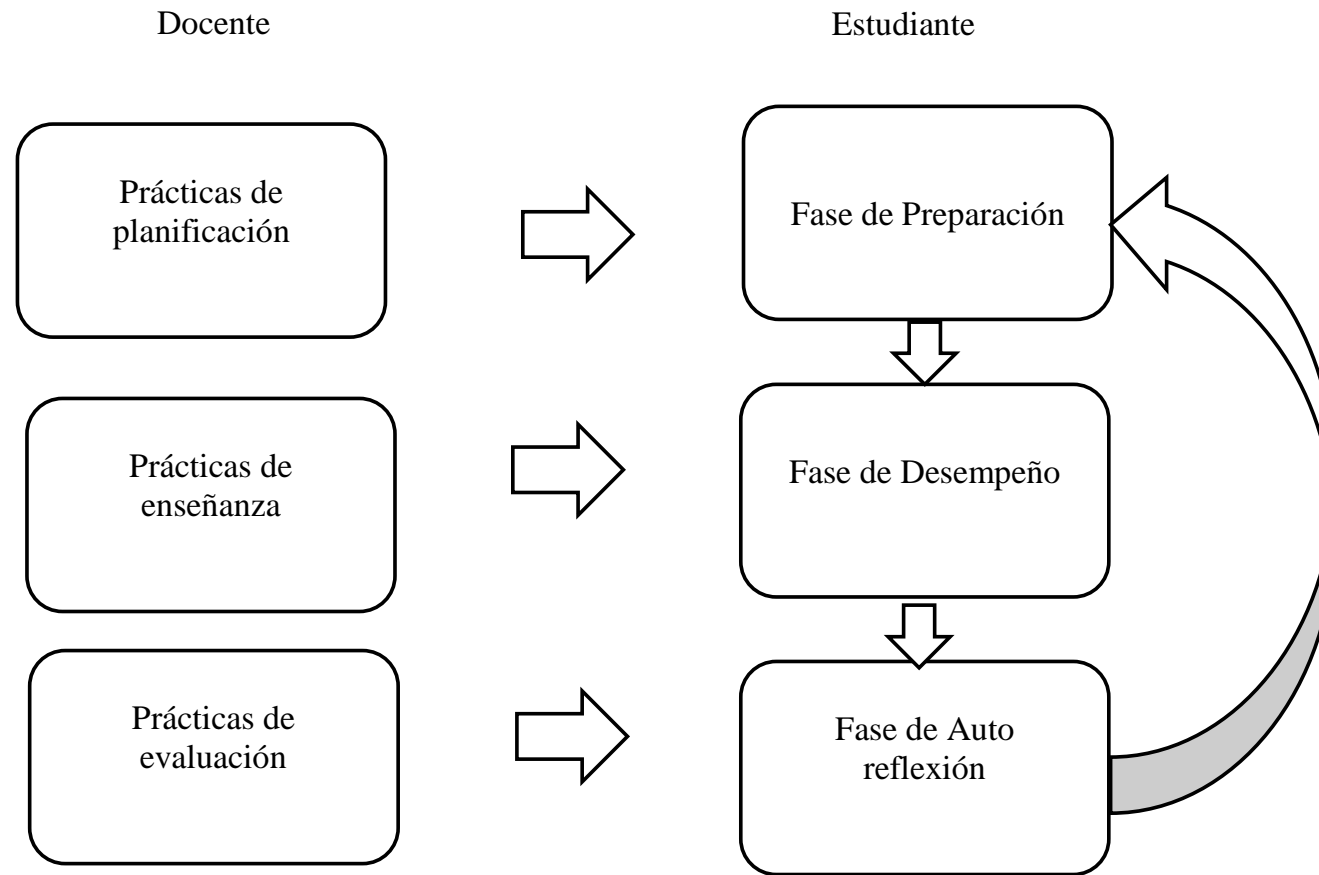 Docente
Estudiante
Prácticas de
planificación
Fase de Preparación
Prácticas de
enseñanza
Fase de Desempeño
Prácticas de
evaluación
Fase de Auto
reflexión